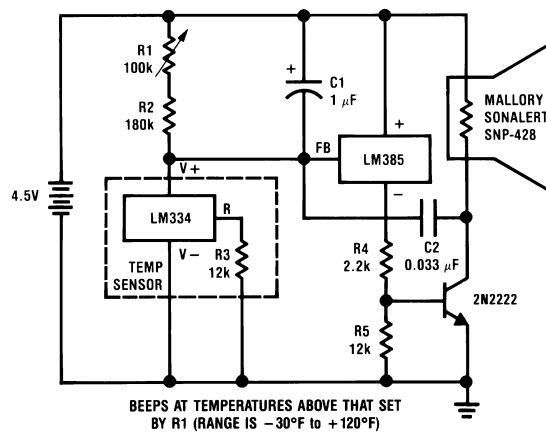 R1
100k
R2
180k
+
C1
1 μF
MALLORY
SONALERT
SNP-428
+
FB
LM385
−
V+
4.5V
LM334
R
V−
TEMP
SENSOR
R3
12k
R4
2.2k
C2
0.033 μF
2N2222
R5
12k
BEEPS AT TEMPERATURES ABOVE THAT SET
BY R1 (RANGE IS −30°F to +120°F)